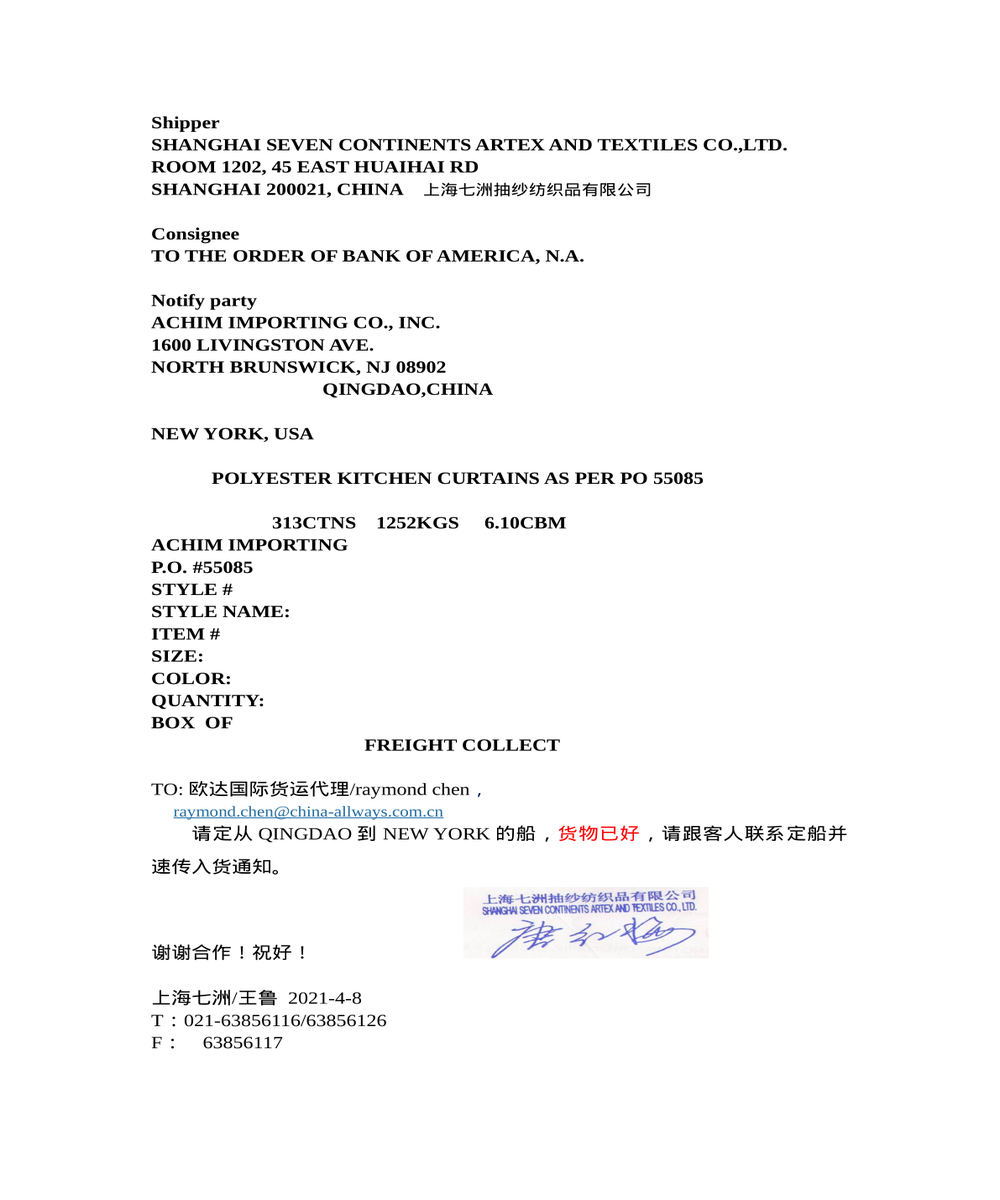 Shipper
SHANGHAI SEVEN CONTINENTS ARTEX AND TEXTILES CO.,LTD.
ROOM 1202, 45 EAST HUAIHAI RD
SHANGHAI 200021, CHINA 上海七洲抽纱纺织品有限公司
Consignee
TO THE ORDER OF BANK OF AMERICA, N.A.
Notify party
ACHIM IMPORTING CO., INC.
1600 LIVINGSTON AVE.
NORTH BRUNSWICK, NJ 08902
QINGDAO,CHINA
NEW YORK, USA
POLYESTER KITCHEN CURTAINS AS PER PO 55085
313CTNS 1252KGS 6.10CBM
ACHIM IMPORTING
P.O. #55085
STYLE #
STYLE NAME:
ITEM #
SIZE:
COLOR:
QUANTITY:
BOX OF
FREIGHT COLLECT
TO: 欧达国际货运代理/raymond chen，
raymond.chen@china-allways.com.cn
请定从 QINGDAO 到 NEW YORK 的船，货物已好，请跟客人联系定船并
速传入货通知。
上海七洲抽纱纺织品有限公司
SHANGHAI SEVEN CONTINENTS ARTEX AND TEXTILES CO., LTD.
谢谢合作！祝好！
上海七洲/王鲁 2021-4-8
T：021-63856116/63856126
F： 63856117